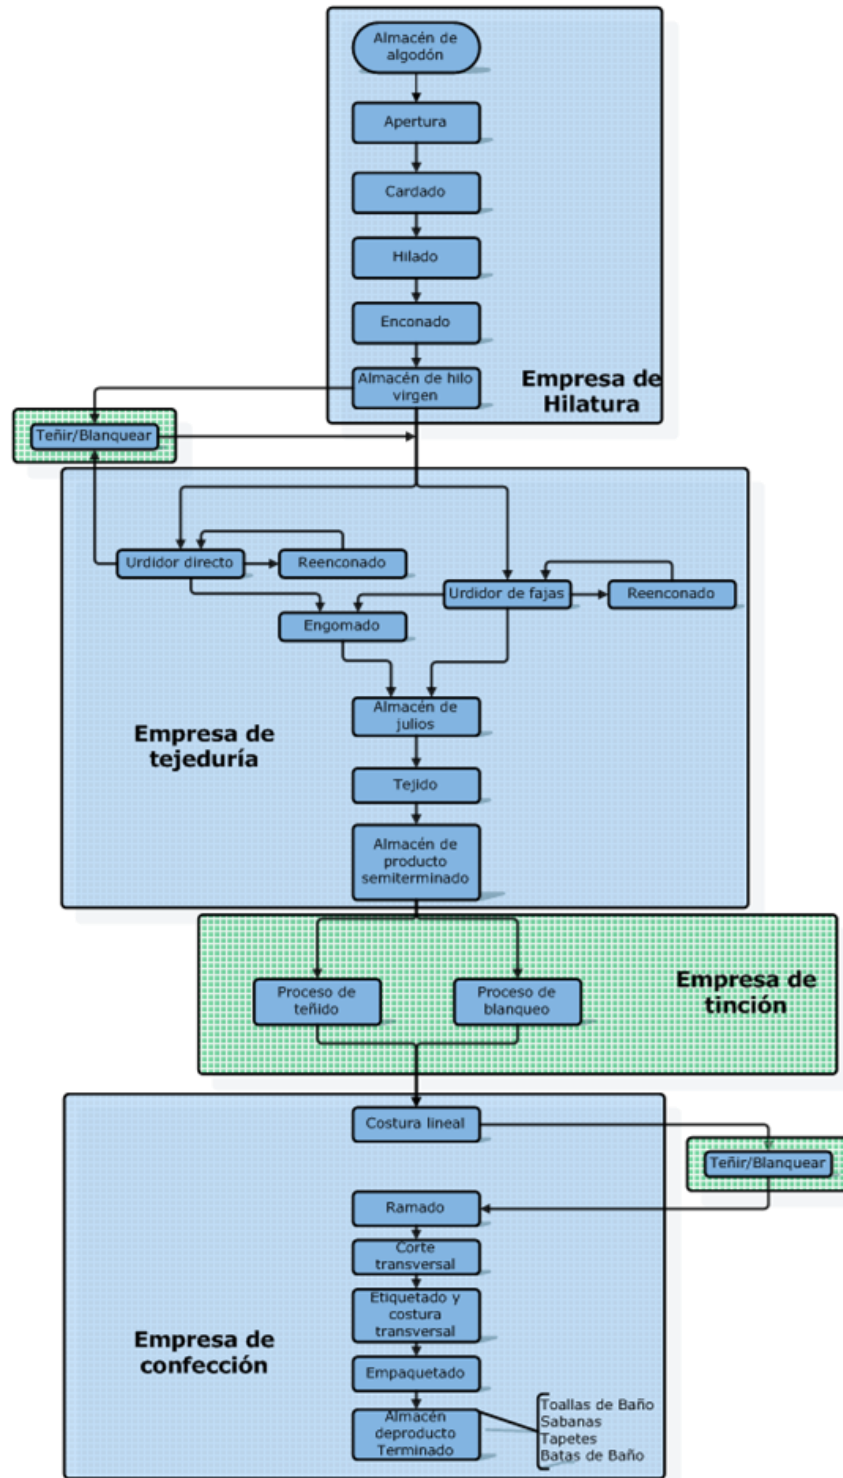 Almacén de
algodón
Apertura
Cardado
Hilado
Enconado
Almacén de hilo
virgen
Empresa de
Hilatura
Teñir/Blanquear
Urdidor directo
Reenconado
Urdidor de fajas
Reenconado
Engomado
Almacén de
julios
Empresa de
tejeduría
Tejido
Almacén de
producto
semiterminado
Empresa de
tinción
Proceso de
teñido
Proceso de
blanqueo
Costura lineal
Teñir/Blanquear
Ramado
Corte
transversal
Etiquetado y
costura
transversal
Empresa de
confección
Empaquetado
Almacén
deproducto
Terminado
Toallas de Baño
Sabanas
Tapetes
Batas de Baño